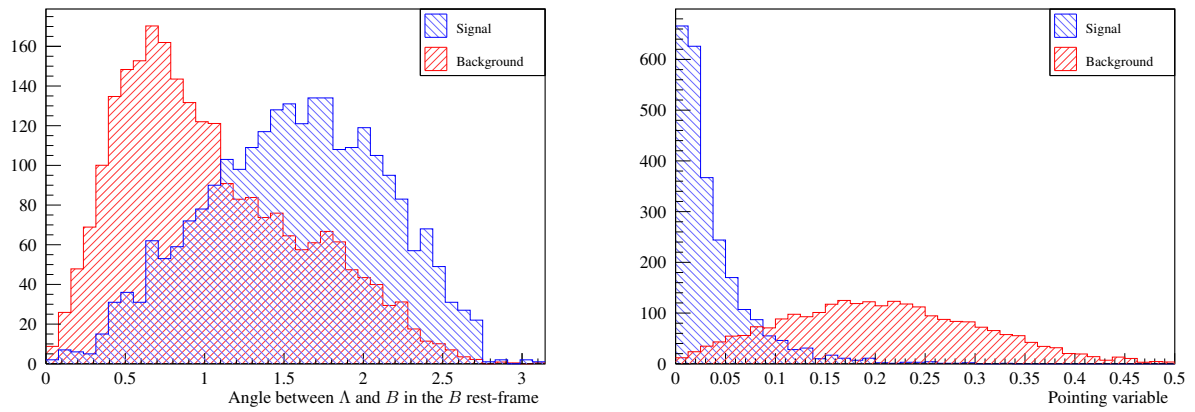 160
140
120
100
80
60
40
20
0
0 0.5 1 1.5 2 2.5 3
Angle between Λ and B in the B rest-frame
Signal
Background
600
500
400
300
200
100
0
0 0.05 0.1 0.15 0.2 0.25 0.3 0.35 0.4 0.45 0.5
Pointing variable
Signal
Background